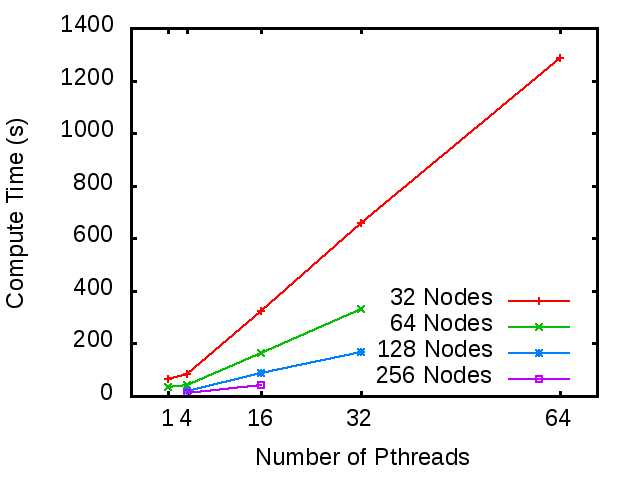 1400
1200
1000
800
600
400
200
0
Compute Time (s)
32 Nodes
64 Nodes
128 Nodes
256 Nodes
1 4 16 32 64
Number of Pthreads